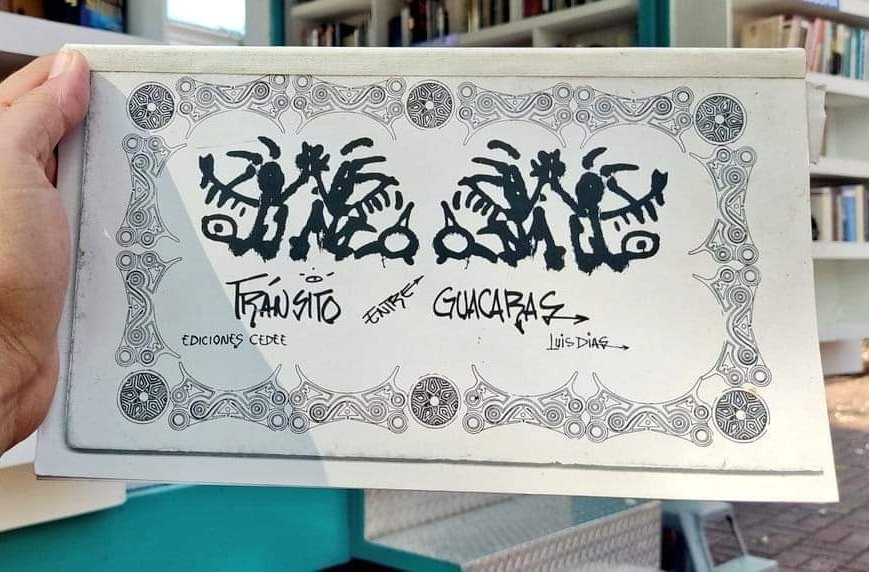 TRÁNSITO ENTRE GUACARAS
EDICIONES CEDEE LUIS DIAS